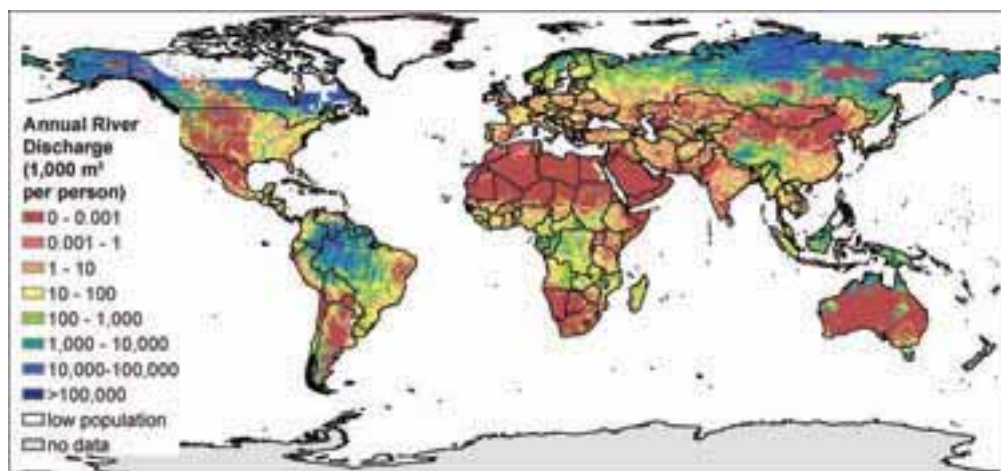 Annual River
Discharge
(1,000 m³
per person)
0 - 0.001
0.001 - 1
1 - 10
10 - 100
100 - 1,000
1,000 - 10,000
10,000-100,000
>100,000
low population
no data